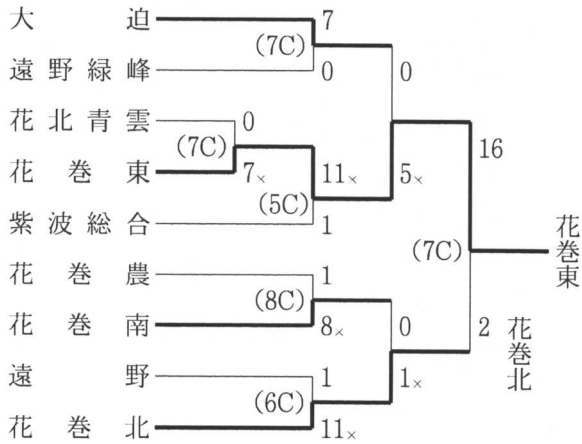 大迫 7
(7C)
遠野緑峰 0 0
花北青雲 0
(7C) 16
花巻東 7× 11× 5×
(5C)
紫波総合 1
(7C) 花巻東
花巻農 1
(8C)
花巻南 8× 0 2 花巻北
遠野 1 1×
(6C)
花巻北 11×